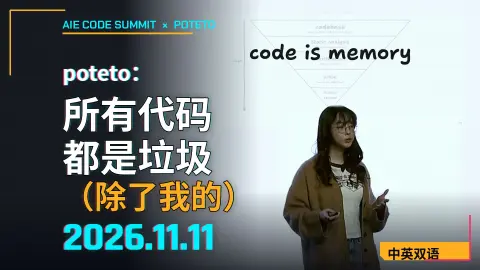 AIE CODE SUMMIT × POTETO
code is memory
poteto：
所有代码
都是垃圾
（除了我的）
2026.11.11
中英双语